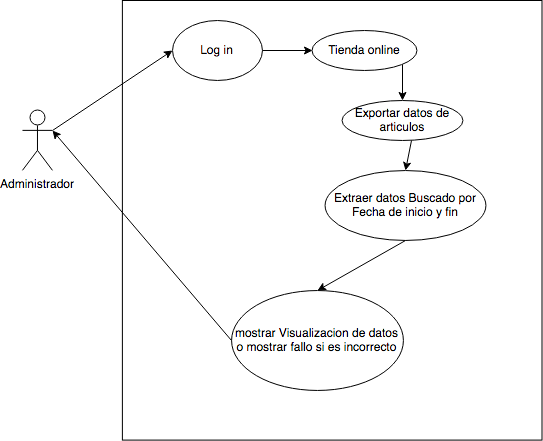 Log in
Tienda online
Exportar datos de
articulos
Administrador
Extraer datos Buscado por
Fecha de inicio y fin
mostrar Visualizacion de datos
o mostrar fallo si es incorrecto